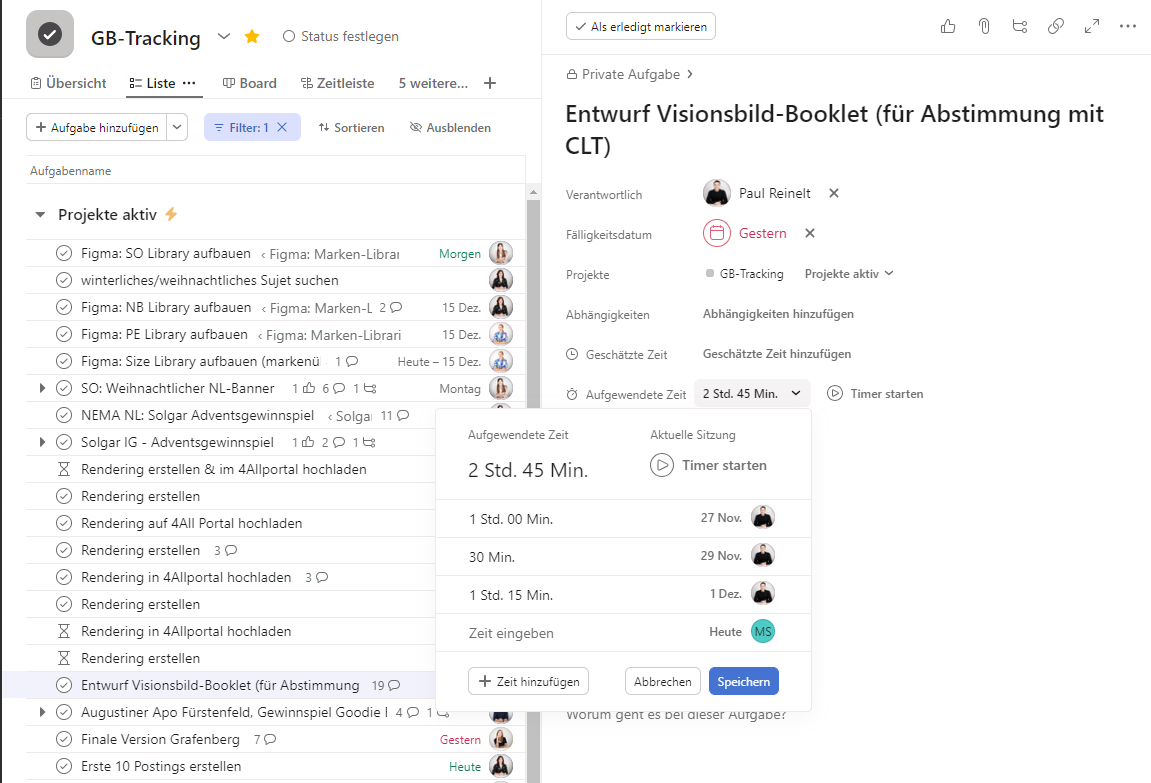 GB-Tracking
Status festlegen
Übersicht
Liste
Board
Zeitleiste
5 weitere...
Aufgabe hinzufügen
Filter: 1
Sortieren
Ausblenden
Aufgabenname
Projekte aktiv
Figma: SO Library aufbauen ‹ Figma: Marken-Librar Morgen
winterliches/weihnachtliches Sujet suchen
Figma: NB Library aufbauen ‹ Figma: Marken-L 2 15 Dez.
Figma: PE Library aufbauen ‹ Figma: Marken-Librari 15 Dez.
Figma: Size Library aufbauen (markenü 1 Heute – 15 Dez.
SO: Weihnachtlicher NL-Banner 1 6 1 Montag
NEMA NL: Solgar Adventsgewinnspiel ‹ Solga 11
Solgar IG - Adventsgewinnspiel 1 2 1
Rendering erstellen & im 4Allportal hochladen
Rendering erstellen
Rendering auf 4All Portal hochladen
Rendering erstellen 3
Rendering in 4Allportal hochladen 3
Rendering erstellen
Rendering in 4Allportal hochladen
Rendering erstellen
Entwurf Visionsbild-Booklet (für Abstimmung 19
Augustiner Apo Fürstenfeld, Gewinnspiel Goodie 4 1
Finale Version Grafenberg 7 Gestern
Erste 10 Postings erstellen Heute
Als erledigt markieren
Private Aufgabe
Entwurf Visionsbild-Booklet (für Abstimmung mit
CLT)
Verantwortlich Paul Reinelt
Fälligkeitsdatum Gestern
Projekte GB-Tracking Projekte aktiv
Abhängigkeiten Abhängigkeiten hinzufügen
Geschätzte Zeit Geschätzte Zeit hinzufügen
Aufgewendete Zeit 2 Std. 45 Min. Timer starten
Aufgewendete Zeit Aktuelle Sitzung
2 Std. 45 Min. Timer starten
1 Std. 00 Min. 27 Nov.
30 Min. 29 Nov.
1 Std. 15 Min. 1 Dez.
Zeit eingeben Heute MS
Zeit hinzufügen Abbrechen Speichern
Worum geht es bei dieser Aufgabe?